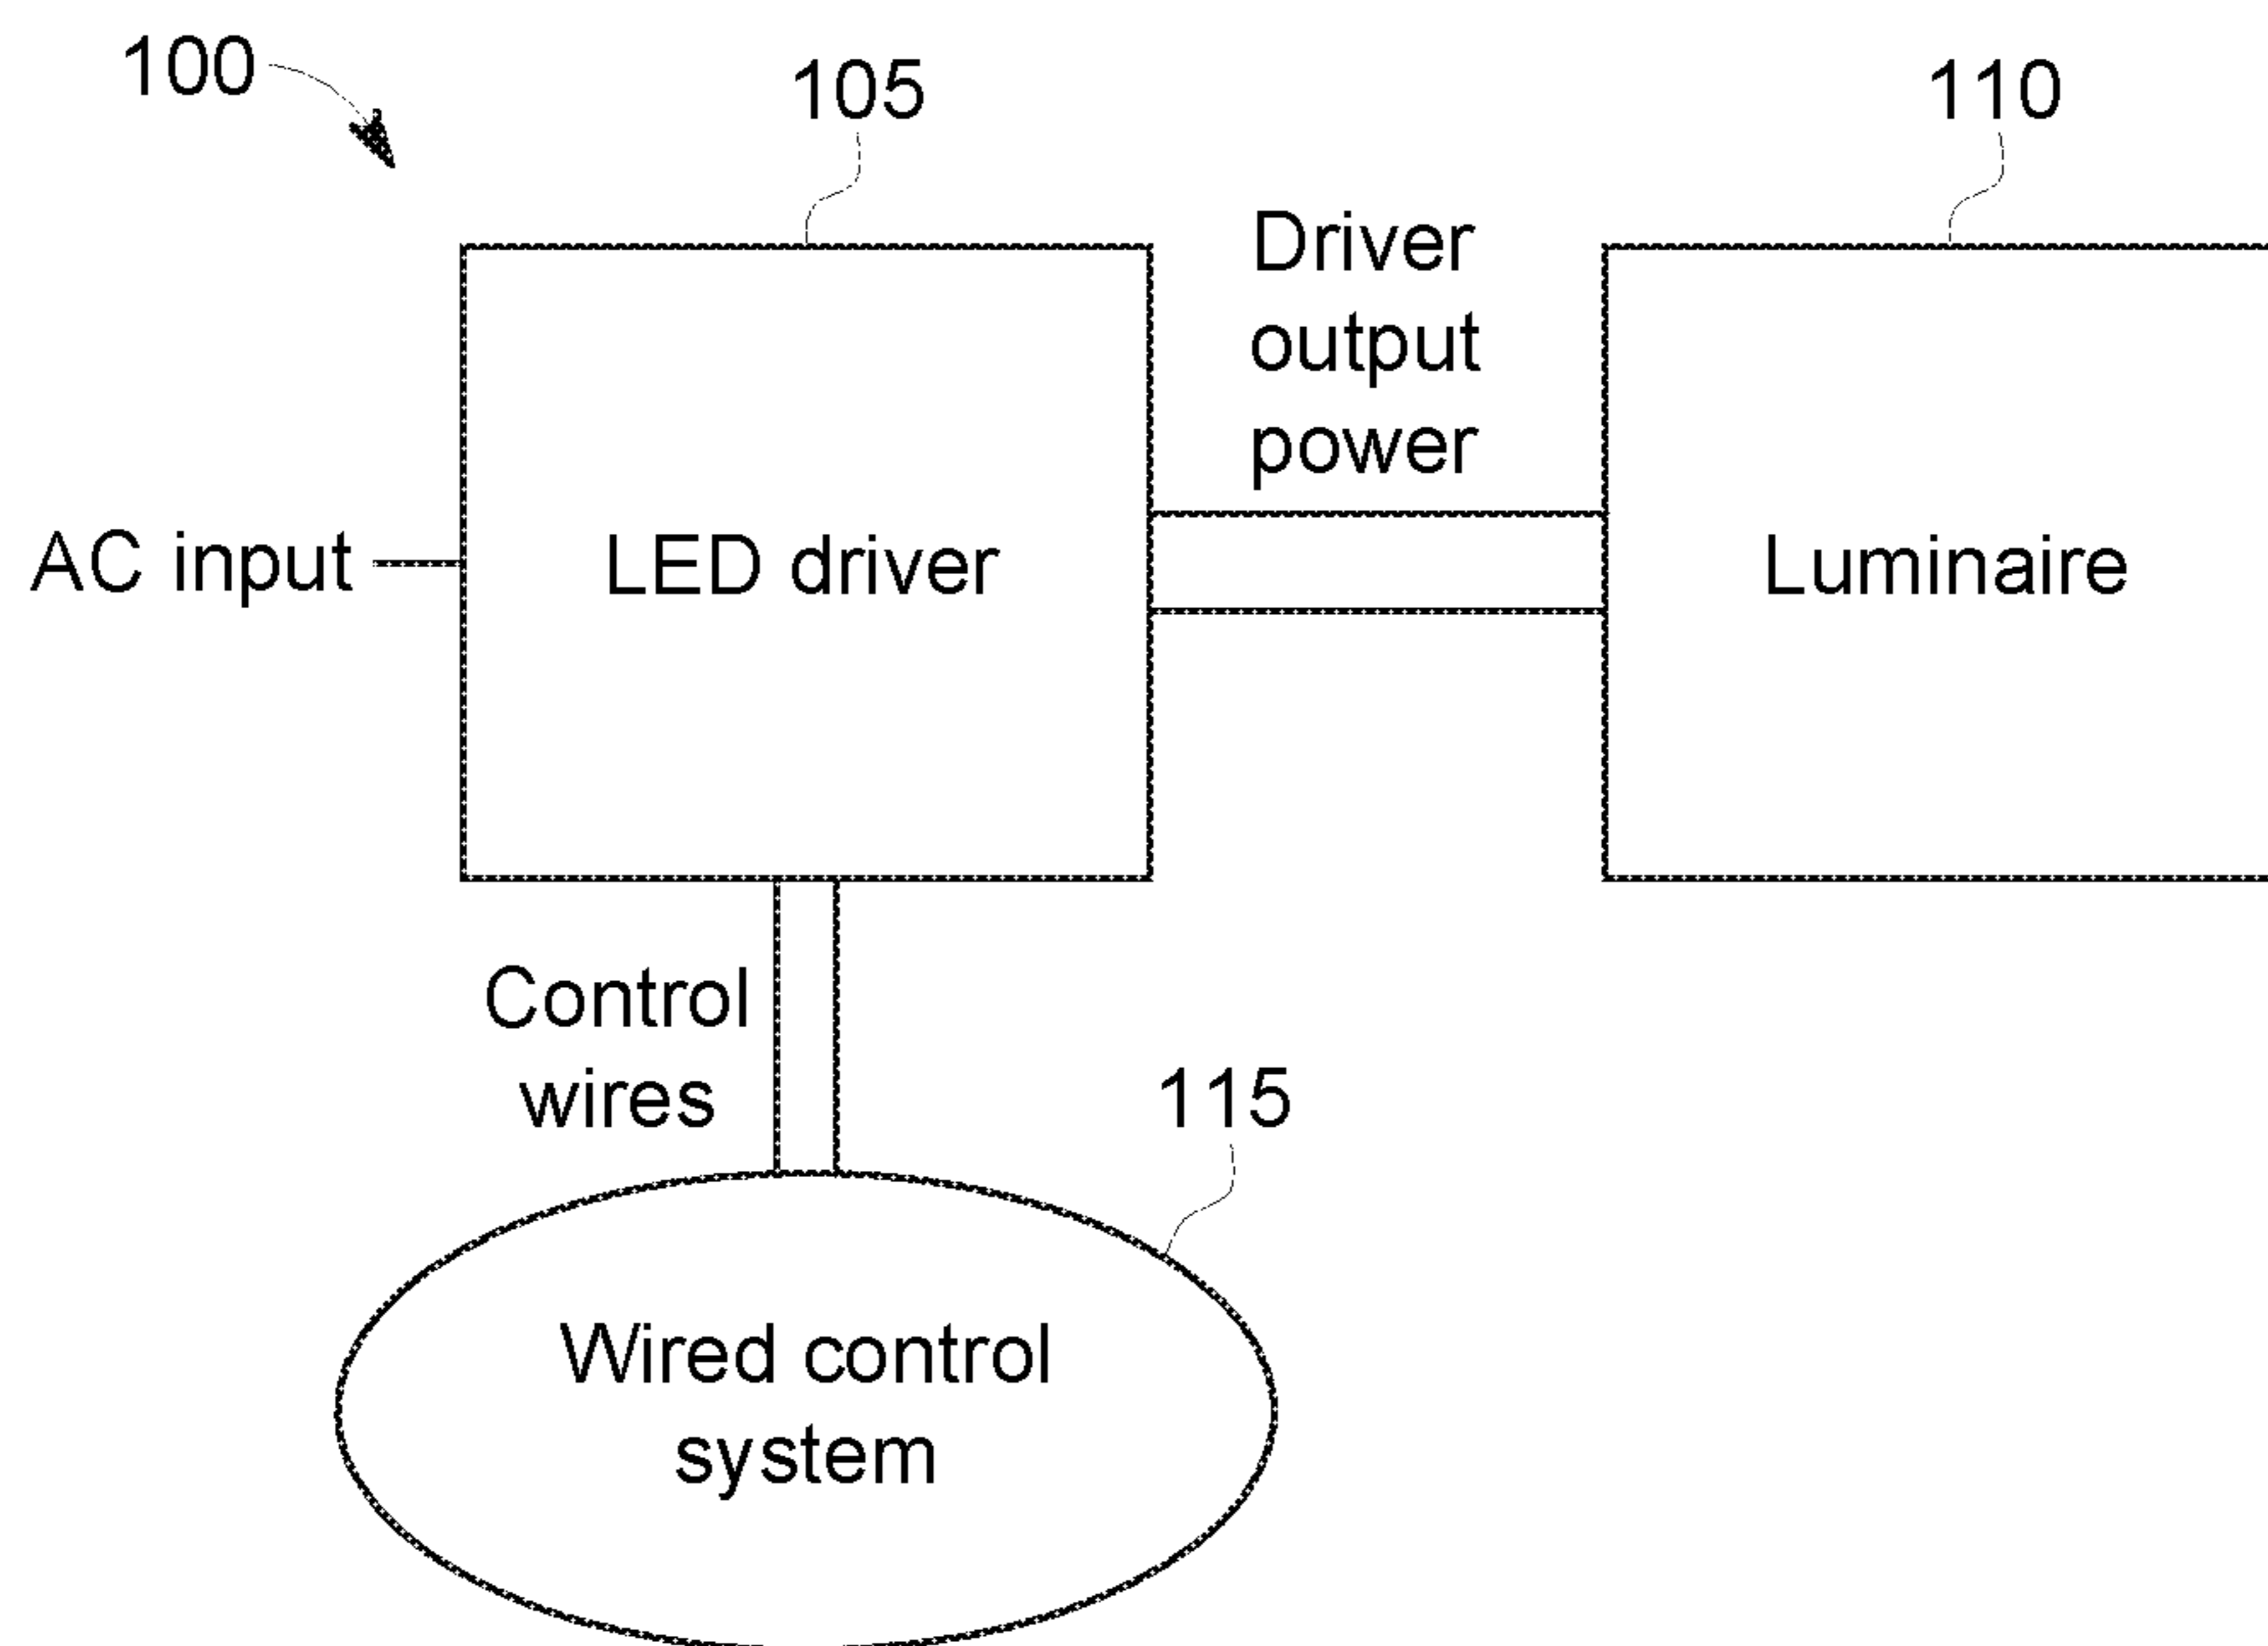 100
105
110
Driver
output
power
AC input
LED driver
Luminaire
Control
wires
115
Wired control
system